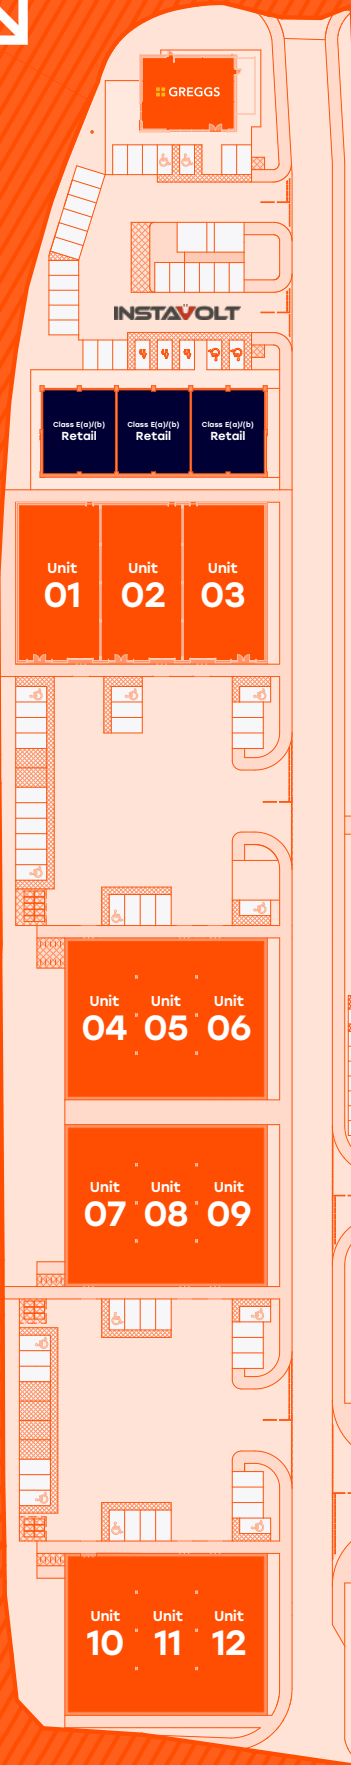 GREGGS
INSTAVOLT
Class E(a)/(b) Class E(a)/(b) Class E(a)/(b)
Retail Retail Retail
Unit Unit Unit
01 02 03
Unit Unit Unit
04 05 06
Unit Unit Unit
07 08 09
Unit Unit Unit
10 11 12